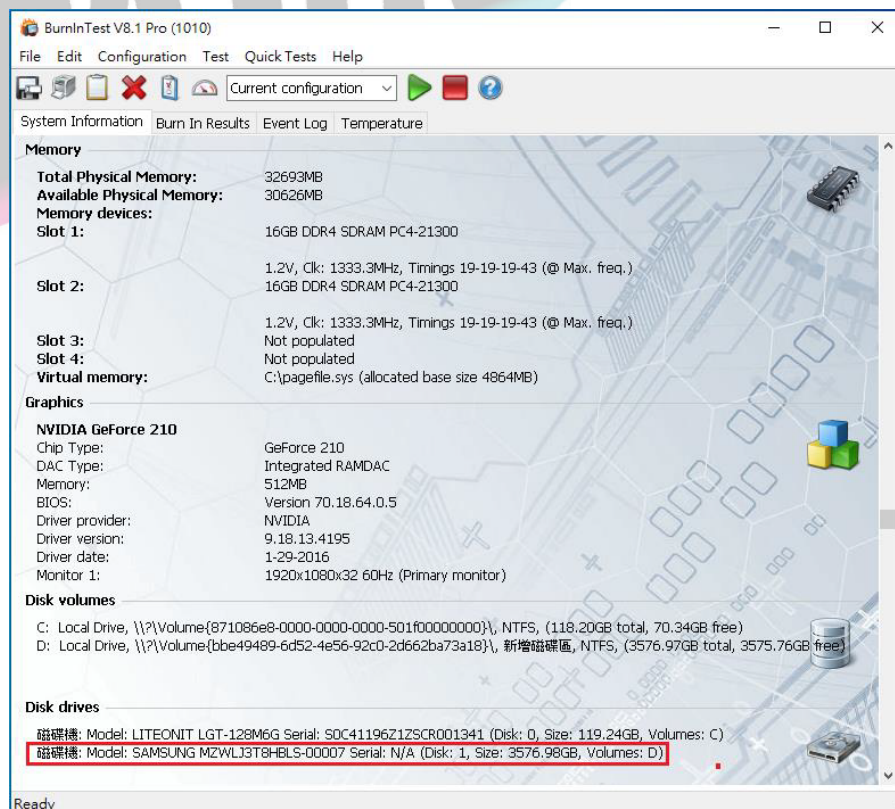 BurnInTest V8.1 Pro (1010)
File Edit Configuration Test Quick Tests Help
Current configuration
System Information Burn In Results Event Log Temperature
Memory
Total Physical Memory: 32693MB
Available Physical Memory: 30626MB
Memory devices:
Slot 1: 16GB DDR4 SDRAM PC4-21300
1.2V, Clk: 1333.3MHz, Timings 19-19-19-43 (@ Max. freq.)
Slot 2: 16GB DDR4 SDRAM PC4-21300
1.2V, Clk: 1333.3MHz, Timings 19-19-19-43 (@ Max. freq.)
Slot 3: Not populated
Slot 4: Not populated
Virtual memory: C:\pagefile.sys (allocated base size 4864MB)
Graphics
NVIDIA GeForce 210
Chip Type: GeForce 210
DAC Type: Integrated RAMDAC
Memory: 512MB
BIOS: Version 70.18.64.0.5
Driver provider: NVIDIA
Driver version: 9.18.13.4195
Driver date: 1-29-2016
Monitor 1: 1920x1080x32 60Hz (Primary monitor)
Disk volumes
C: Local Drive, \\?\Volume{871086e8-0000-0000-0000-501f00000000}\, NTFS, (118.20GB total, 70.34GB free)
D: Local Drive, \\?\Volume{bbe49489-6d52-4e56-92c0-2d662ba73a18}\, 新增磁碟區, NTFS, (3576.97GB total, 3575.76GB free)
Disk drives
磁碟機: Model: LITEONIT LGT-128M6G Serial: S0C41196Z1ZSCR001341 (Disk: 0, Size: 119.24GB, Volumes: C)
磁碟機: Model: SAMSUNG MZWLJ3T8HBLS-00007 Serial: N/A (Disk: 1, Size: 3576.98GB, Volumes: D)
Ready